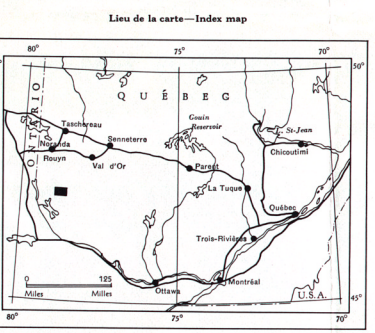 Lieu de la carte—Index map
80° 75° 70°
50°
QUÉBEC
ONTARIO
Gouin
Reservoir
Taschereau
St-Jean
Senneterre
Noranda
Chicoutimi
Rouyn
Val d'Or
Parent
La Tuque
Québec
Trois-Rivières
0 125
Miles Milles
Montréal
Ottawa
U.S.A.
45°
80° 75° 70°